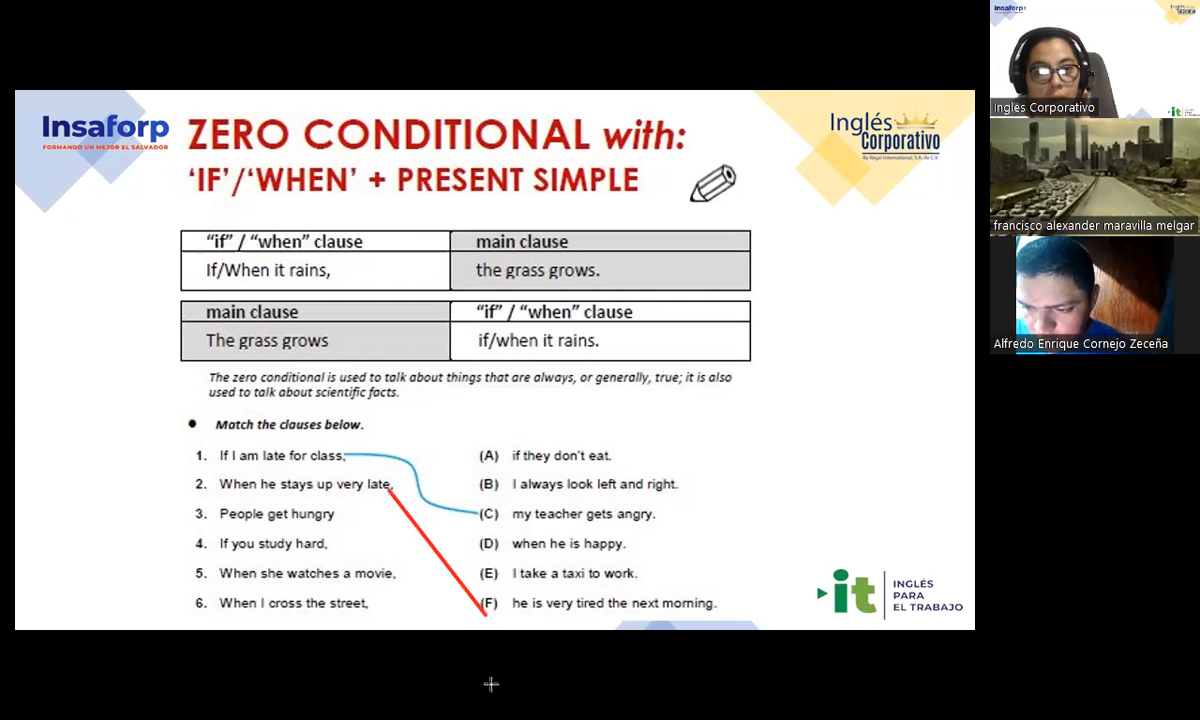 Insaforp
FORMANDO UN MEJOR EL SALVADOR
ZERO CONDITIONAL with:
'IF'/'WHEN' + PRESENT SIMPLE
Inglés
Corporativo
By Regal International, S.A. de C.V.
"if" / "when" clause main clause
If/When it rains, the grass grows.
main clause "if" / "when" clause
The grass grows if/when it rains.
The zero conditional is used to talk about things that are always, or generally, true; it is also
used to talk about scientific facts.
Match the clauses below.
1. If I am late for class, (A) if they don't eat.
2. When he stays up very late, (B) I always look left and right.
3. People get hungry (C) my teacher gets angry.
4. If you study hard, (D) when he is happy.
5. When she watches a movie, (E) I take a taxi to work.
6. When I cross the street, (F) he is very tired the next morning.
it INGLÉS
PARA
EL TRABAJO
Insaforp
Inglés Corporativo
francisco alexander maravilla melgar
Alfredo Enrique Cornejo Zeceña